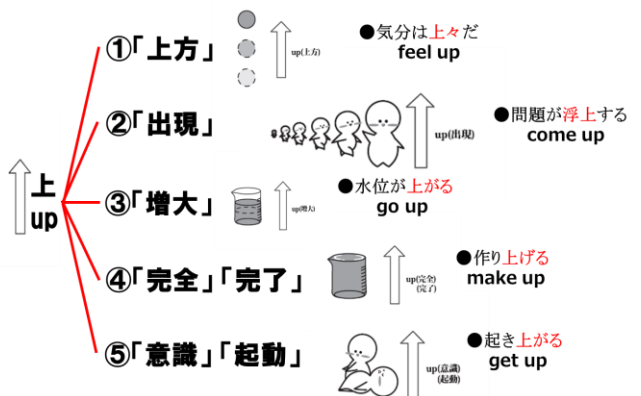 上
up
①「上方」
up(上方)
●気分は上々だ
feel up
②「出現」
up(出現)
●問題が浮上する
come up
③「増大」
up(増大)
●水位が上がる
go up
④「完全」「完了」
up(完全)
(完了)
●作り上げる
make up
⑤「意識」「起動」
up(意識)
(起動)
●起き上がる
get up